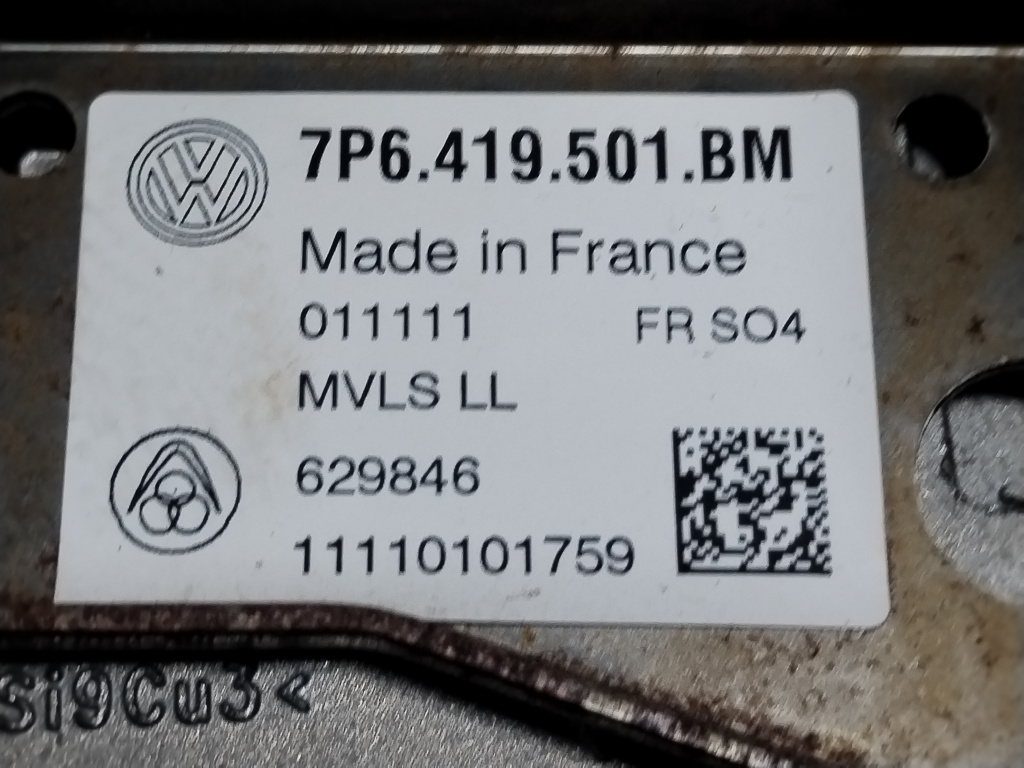 7P6.419.501.BM
Made in France
011111 FR SO4
MVLS LL
629846
11110101759
Si9Cu3<